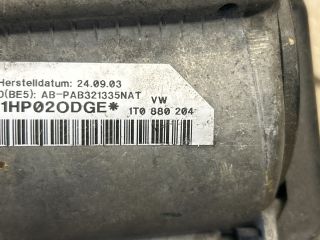 Herstelldatum: 24.09.03
D(BE5): AB-PAB321335NAT
1HP02ODGE*
VW
1T0 880 204